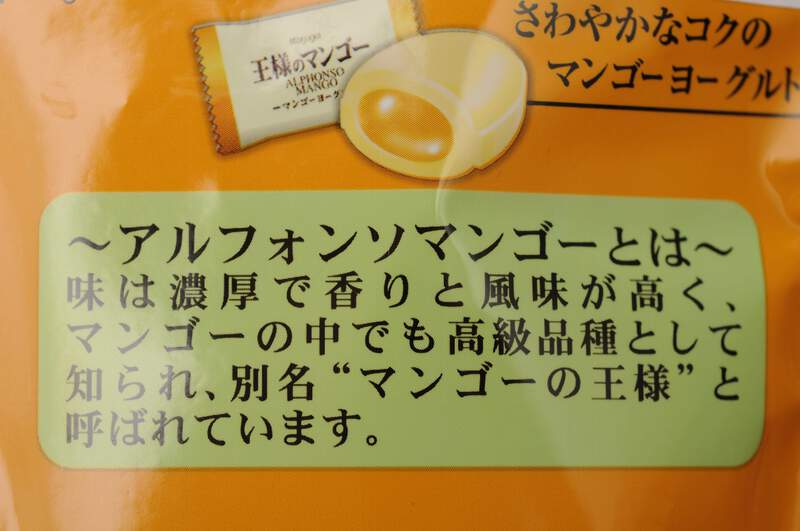 さわやかなコクの
マンゴーヨーグルト
王様のマンゴー
ALPHONSO
MANGO
～アルフォンソマンゴーとは～
味は濃厚で香りと風味が高く、
マンゴーの中でも高級品種として
知られ、別名“マンゴーの王様”と
呼ばれています。